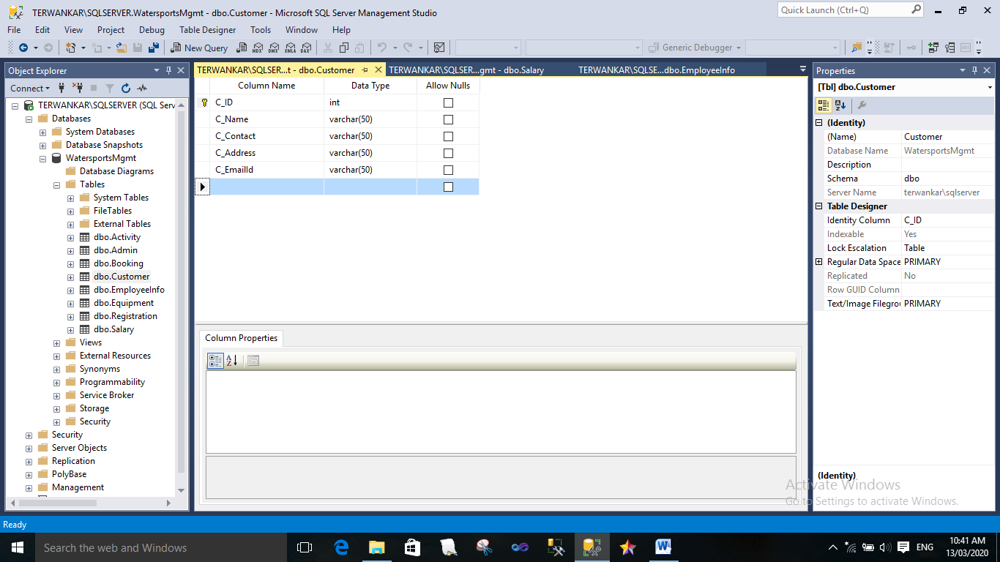 TERWANKAR\SQLSERVER.WatersportsMgmt - dbo.Customer - Microsoft SQL Server Management Studio
Quick Launch (Ctrl+Q)
File Edit View Project Debug Table Designer Tools Window Help
New Query MDX DMX XMLA DAX Generic Debugger
Object Explorer
Connect
TERWANKAR\SQLSERVER (SQL Serv
Databases
System Databases
Database Snapshots
WatersportsMgmt
Database Diagrams
Tables
System Tables
FileTables
External Tables
dbo.Activity
dbo.Admin
dbo.Booking
dbo.Customer
dbo.EmployeeInfo
dbo.Equipment
dbo.Registration
dbo.Salary
Views
External Resources
Synonyms
Programmability
Service Broker
Storage
Security
Security
Server Objects
Replication
PolyBase
Management
TERWANKAR\SQLSER...t - dbo.Customer TERWANKAR\SQLSER...gmt - dbo.Salary TERWANKAR\SQLSE...dbo.EmployeeInfo
Column Name Data Type Allow Nulls
C_ID int
C_Name varchar(50)
C_Contact varchar(50)
C_Address varchar(50)
C_EmailId varchar(50)
Column Properties
Properties
[Tbl] dbo.Customer
(Identity)
(Name) Customer
Database Name WatersportsMgmt
Description
Schema dbo
Server Name terwankar\sqlserver
Table Designer
Identity Column C_ID
Indexable Yes
Lock Escalation Table
Regular Data Space PRIMARY
Replicated No
Row GUID Column
Text/Image Filegrou PRIMARY
(Identity)
Activate Windows
Go to Settings to activate Windows.
Ready
Search the web and Windows
ENG
10:41 AM
13/03/2020